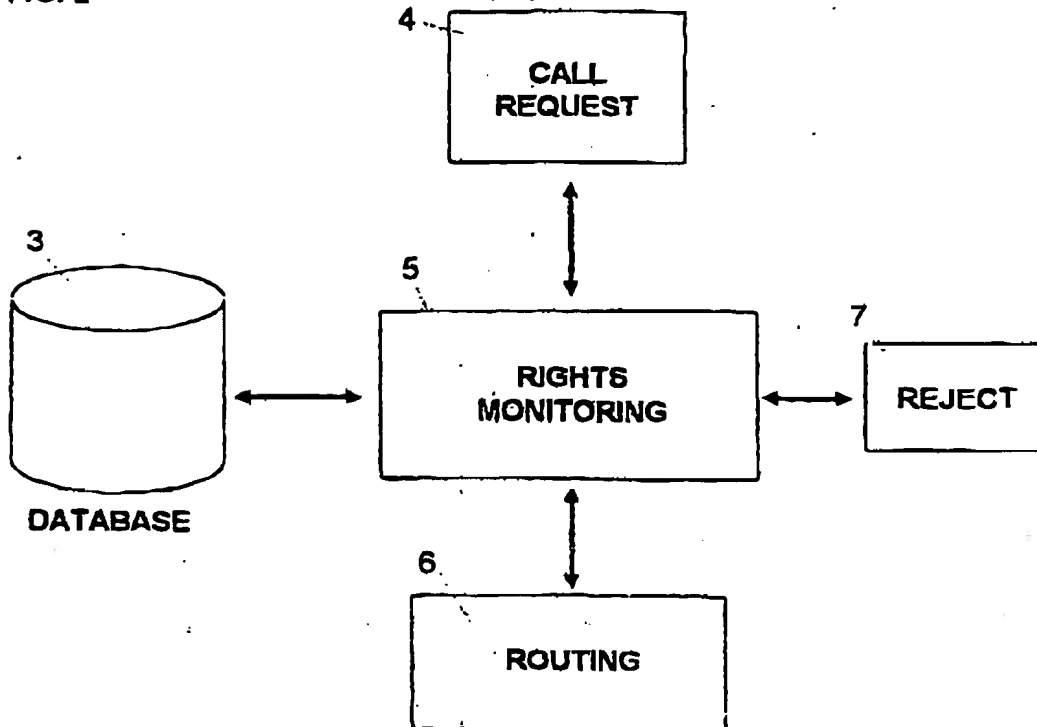 4
CALL
REQUEST
3
5
7
RIGHTS
MONITORING
REJECT
DATABASE
6
ROUTING